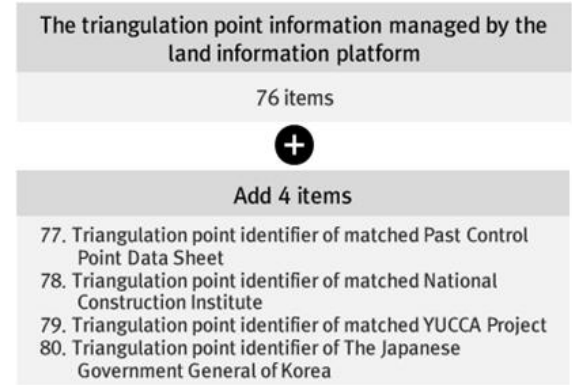 The triangulation point information managed by the
land information platform
76 items
+
Add 4 items
77. Triangulation point identifier of matched Past Control
Point Data Sheet
78. Triangulation point identifier of matched National
Construction Institute
79. Triangulation point identifier of matched YUCCA Project
80. Triangulation point identifier of The Japanese
Government General of Korea